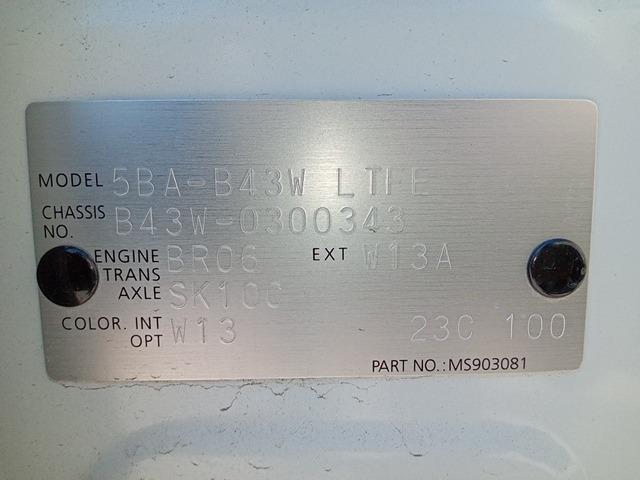 MODEL 5BA-B43W LTFE
CHASSIS NO. B43W-0300343
ENGINE BR06 EXT W13A
TRANS
AXLE SK10C
COLOR. INT W13 23C 100
OPT
PART NO.: MS903081